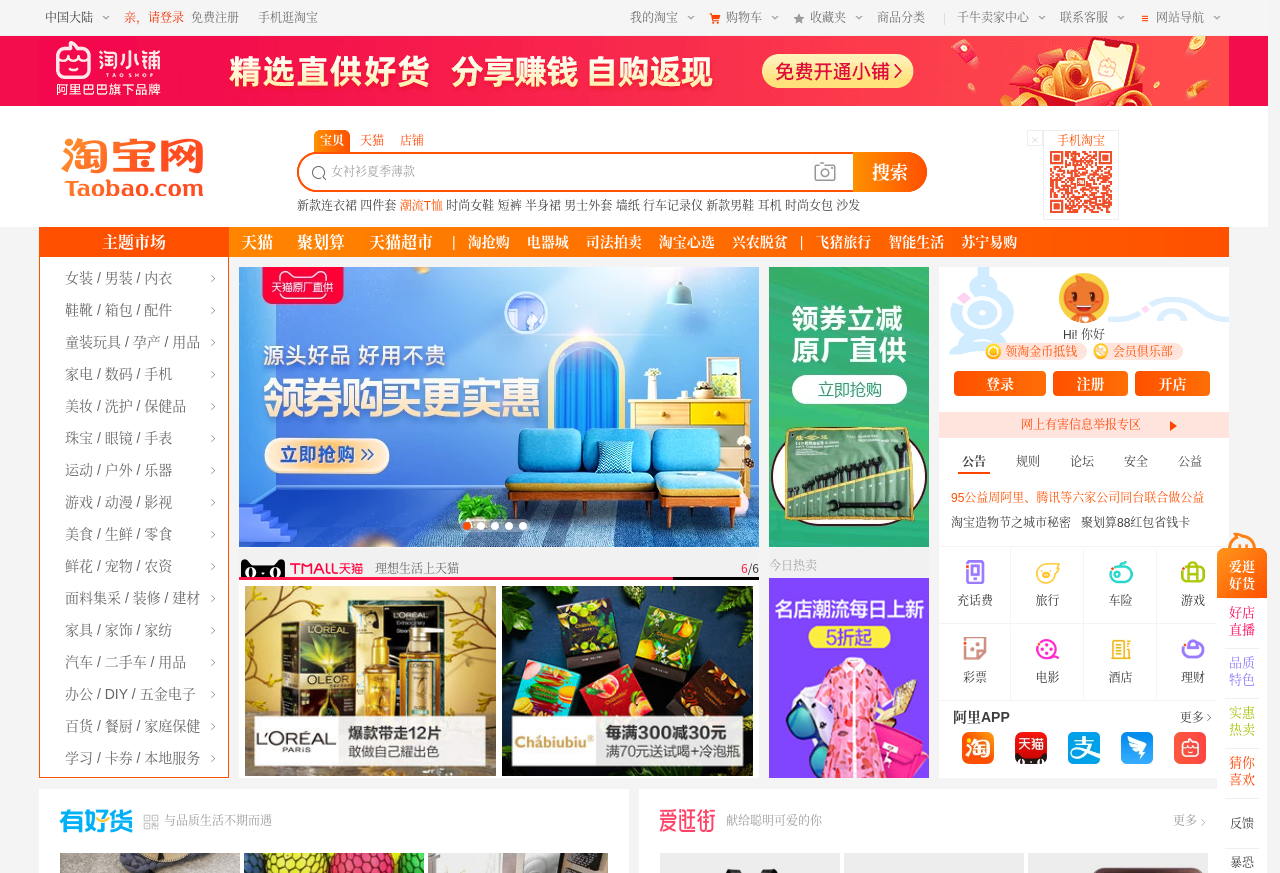 中国大陆 亲，请登录 免费注册 手机逛淘宝 我的淘宝 购物车 收藏夹 商品分类 千牛卖家中心 联系客服 网站导航
淘小铺
TAO SHOP
阿里巴巴旗下品牌
精选直供好货 分享赚钱 自购返现
免费开通小铺
宝贝 天猫 店铺
手机淘宝
淘宝网
Taobao.com
女衬衫夏季薄款
搜索
新款连衣裙 四件套 潮流T恤 时尚女鞋 短裤 半身裙 男士外套 墙纸 行车记录仪 新款男鞋 耳机 时尚女包 沙发
主题市场 天猫 聚划算 天猫超市 | 淘抢购 电器城 司法拍卖 淘宝心选 兴农脱贫 | 飞猪旅行 智能生活 苏宁易购
女装 / 男装 / 内衣
鞋靴 / 箱包 / 配件
童装玩具 / 孕产 / 用品
家电 / 数码 / 手机
美妆 / 洗护 / 保健品
珠宝 / 眼镜 / 手表
运动 / 户外 / 乐器
游戏 / 动漫 / 影视
美食 / 生鲜 / 零食
鲜花 / 宠物 / 农资
面料集采 / 装修 / 建材
家具 / 家饰 / 家纺
汽车 / 二手车 / 用品
办公 / DIY / 五金电子
百货 / 餐厨 / 家庭保健
学习 / 卡券 / 本地服务
天猫原厂直供
源头好品 好用不贵
领券购买更实惠
立即抢购
领券立减
原厂直供
立即抢购
TMALL天猫 理想生活上天猫 6/6
L'ORÉAL
OLEOR
L'ORÉAL
PARIS
爆款带走12片
敢做自己耀出色
Chabiubiu
每满300减30元
满70元送试喝+冷泡瓶
今日热卖
名店潮流每日上新
5折起
Hi! 你好
领淘金币抵钱 会员俱乐部
登录 注册 开店
网上有害信息举报专区
公告 规则 论坛 安全 公益
95公益周阿里、腾讯等六家公司同台联合做公益
淘宝造物节之城市秘密 聚划算88红包省钱卡
充话费 旅行 车险 游戏
彩票 电影 酒店 理财
阿里APP 更多
淘 天猫 支
爱逛
好货
好店
直播
品质
特色
实惠
热卖
猜你
喜欢
反馈
暴恐
有好货 与品质生活不期而遇
爱逛街 献给聪明可爱的你 更多